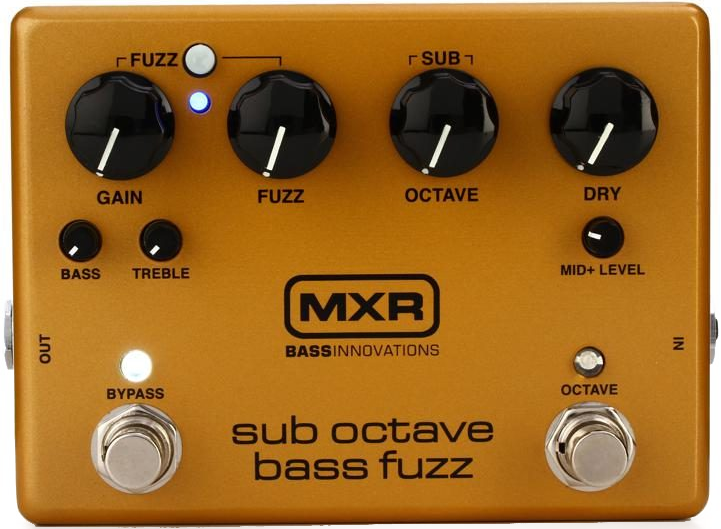 FUZZ
SUB
GAIN
FUZZ
OCTAVE
DRY
BASS
TREBLE
MID+ LEVEL
MXR
BASSINNOVATIONS
OUT
IN
BYPASS
OCTAVE
sub octave
bass fuzz